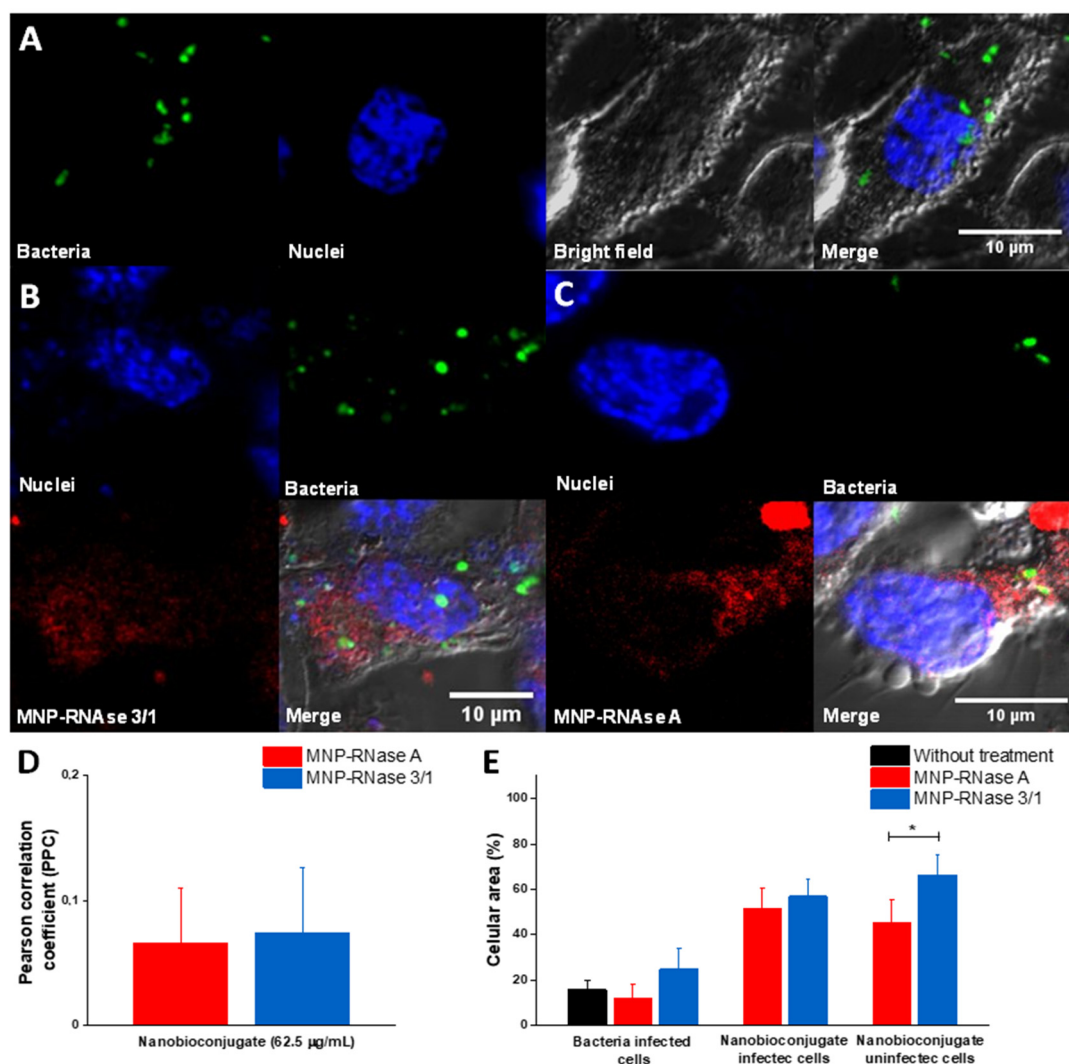 A
Bacteria
Nuclei
Bright field
Merge
10 µm
B
Nuclei
Bacteria
C
Nuclei
Bacteria
MNP-RNAse 3/1
Merge
10 µm
MNP-RNAse A
Merge
10 µm
D
MNP-RNase A
MNP-RNase 3/1
0,2
0,1
0
Pearson correlation
coefficient (PPC)
Nanobioconjugate (62.5 µg/mL)
E
Without treatment
MNP-RNase A
MNP-RNase 3/1
100
80
60
40
20
0
Celular area (%)
*
Bacteria infected
cells
Nanobioconjugate
infectec cells
Nanobioconjugate
uninfectec cells